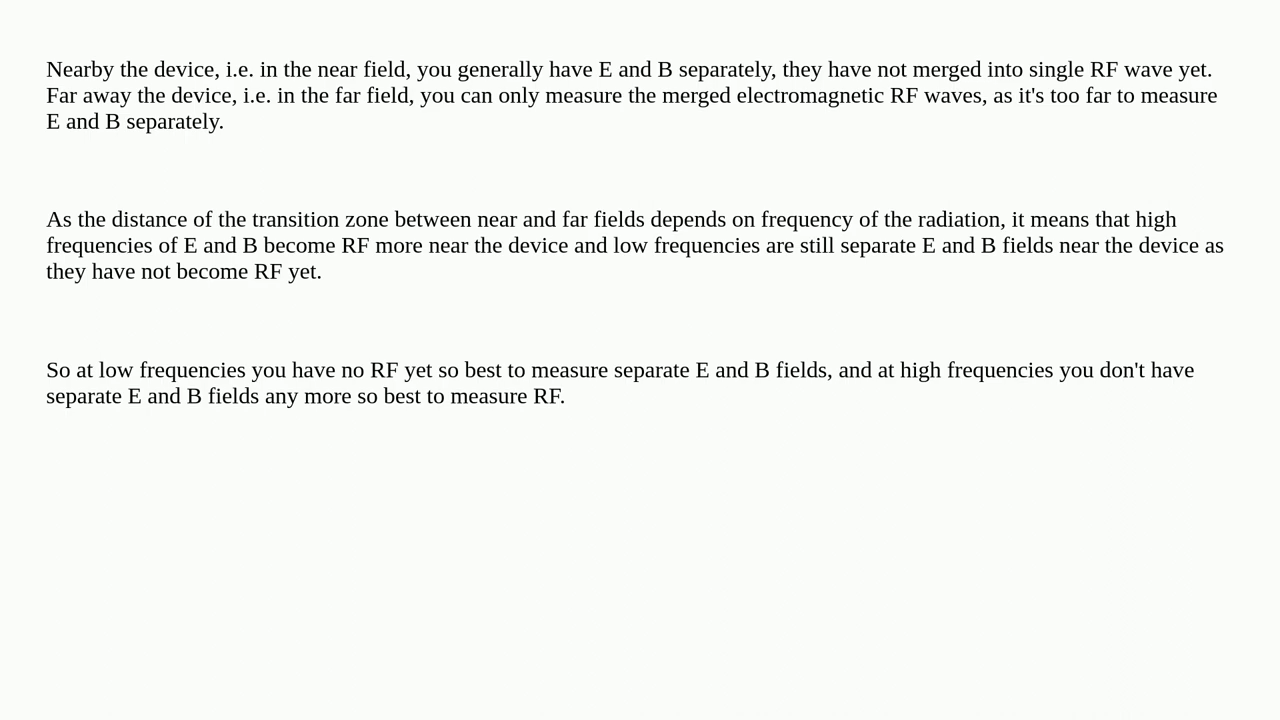 Nearby the device, i.e. in the near field, you generally have E and B separately, they have not merged into single RF wave yet.
Far away the device, i.e. in the far field, you can only measure the merged electromagnetic RF waves, as it's too far to measure
E and B separately.
As the distance of the transition zone between near and far fields depends on frequency of the radiation, it means that high
frequencies of E and B become RF more near the device and low frequencies are still separate E and B fields near the device as
they have not become RF yet.
So at low frequencies you have no RF yet so best to measure separate E and B fields, and at high frequencies you don't have
separate E and B fields any more so best to measure RF.